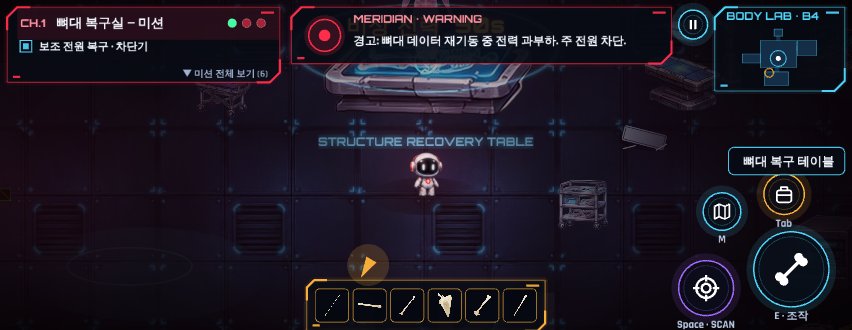 CH.1 뼈대 복구실 – 미션
보조 전원 복구 · 차단기
▼ 미션 전체 보기 (6)
MERIDIAN · WARNING
경고: 뼈대 데이터 재기동 중 전력 과부하. 주 전원 차단.
BODY LAB · B4
STRUCTURE RECOVERY TABLE
뼈대 복구 테이블
Tab
M
E · 조작
Space · SCAN